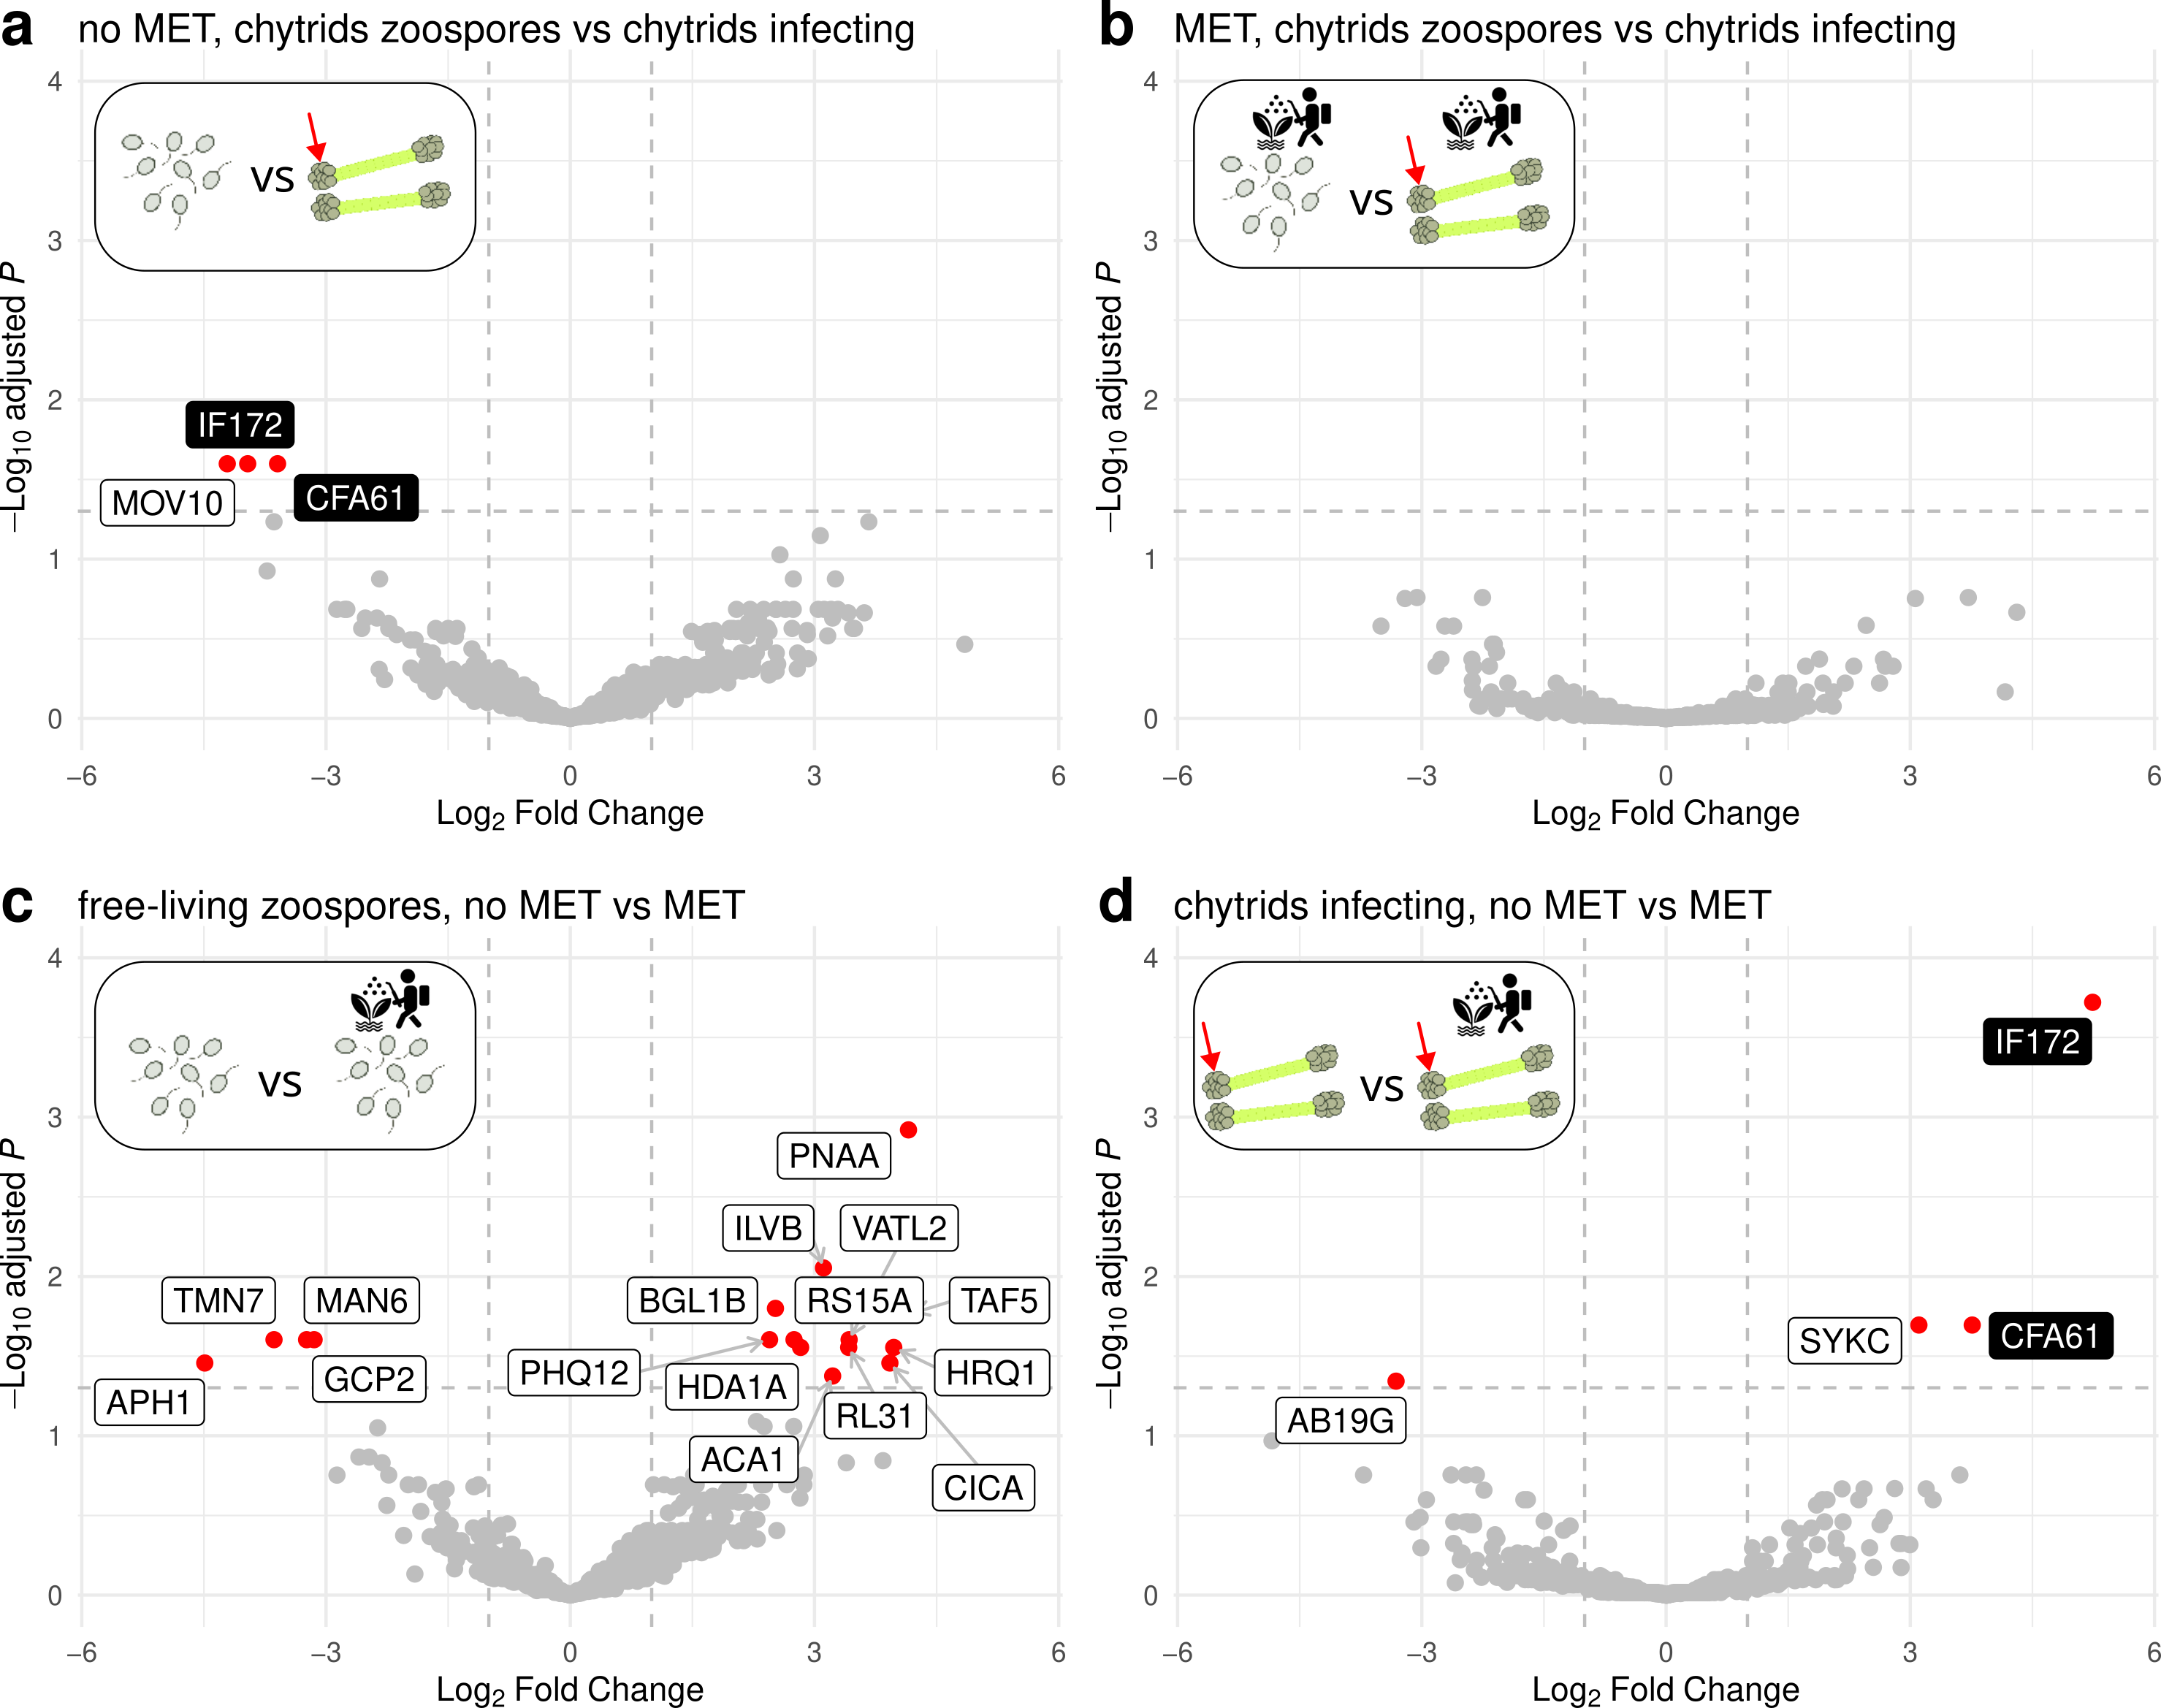 a no MET, chytrids zoospores vs chytrids infecting
4
3
2
1
0
−Log10 adjusted P
vs
IF172
MOV10
CFA61
−6 −3 0 3 6
Log2 Fold Change
b MET, chytrids zoospores vs chytrids infecting
4
3
2
1
0
−Log10 adjusted P
vs
−6 −3 0 3 6
Log2 Fold Change
c free-living zoospores, no MET vs MET
4
3
2
1
0
−Log10 adjusted P
vs
PNAA
ILVB VATL2
TMN7 MAN6 BGL1B RS15A TAF5
APH1 GCP2 PHQ12 HDA1A HRQ1
RL31
ACA1
CICA
−6 −3 0 3 6
Log2 Fold Change
d chytrids infecting, no MET vs MET
4
3
2
1
0
−Log10 adjusted P
vs
IF172
SYKC CFA61
AB19G
−6 −3 0 3 6
Log2 Fold Change